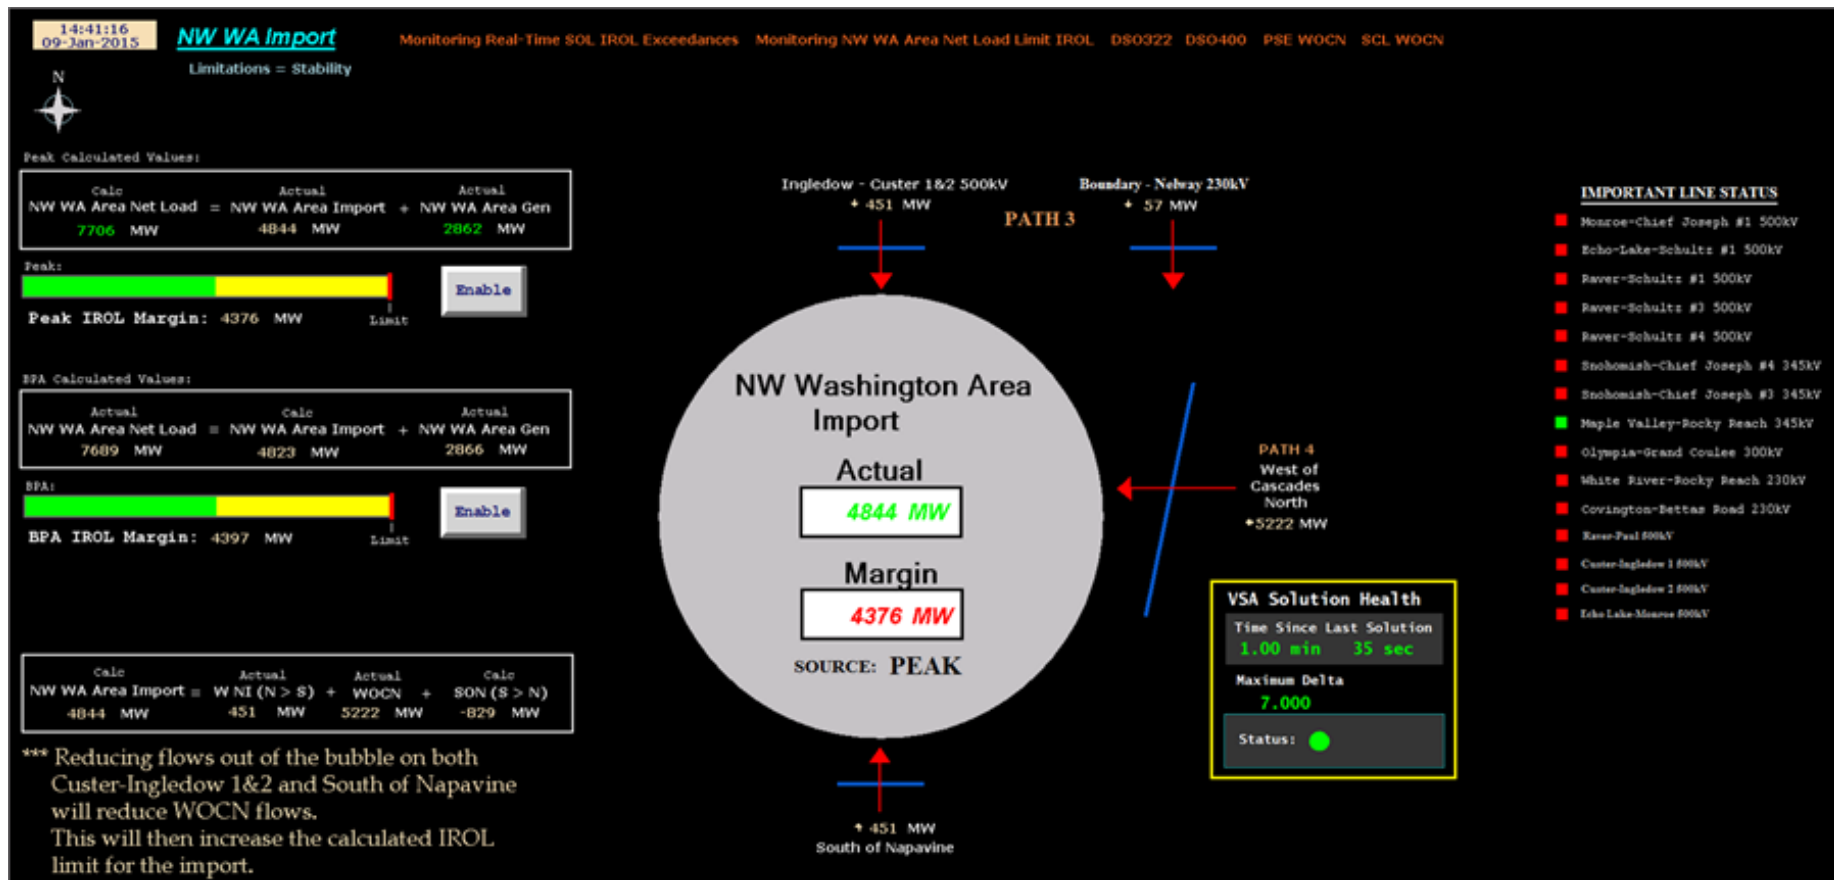 14:41:16
09-Jan-2015
NW WA Import
Monitoring Real-Time SOL IROL Exceedances Monitoring NW WA Area Net Load Limit IROL DSO322 DSO400 PSE WOCN SCL WOCN
Limitations = Stability
N
Peak Calculated Values:
Calc Actual Actual
NW WA Area Net Load = NW WA Area Import + NW WA Area Gen
7706 MW 4844 MW 2862 MW
Peak:
Enable
Peak IROL Margin: 4376 MW
Limit
BPA Calculated Values:
Actual Calc Actual
NW WA Area Net Load = NW WA Area Import + NW WA Area Gen
7689 MW 4823 MW 2866 MW
BPA:
Enable
BPA IROL Margin: 4397 MW
Limit
Calc Actual Actual Calc
NW WA Area Import = W NI (N > S) + WOCN + SON (S > N)
4844 MW 451 MW 5222 MW -829 MW
*** Reducing flows out of the bubble on both
Custer-Ingledow 1&2 and South of Napavine
will reduce WOCN flows.
This will then increase the calculated IROL
limit for the import.
Ingledow - Custer 1&2 500kV
451 MW
PATH 3
Boundary - Nelway 230kV
57 MW
NW Washington Area
Import
Actual
4844 MW
Margin
4376 MW
SOURCE: PEAK
451 MW
South of Napavine
PATH 4
West of
Cascades
North
5222 MW
VSA Solution Health
Time Since Last Solution
1.00 min 35 sec
Maximum Delta
7.000
Status:
IMPORTANT LINE STATUS
Monroe-Chief Joseph #1 500kV
Echo-Lake-Schultz #1 500kV
Raver-Schultz #1 500kV
Raver-Schultz #3 500kV
Raver-Schultz #4 500kV
Snohomish-Chief Joseph #4 345kV
Snohomish-Chief Joseph #3 345kV
Maple Valley-Rocky Reach 345kV
Olympia-Grand Coulee 300kV
White River-Rocky Reach 230kV
Covington-Bettas Road 230kV
Raver-Paul 500kV
Custer-Ingledow 1 500kV
Custer-Ingledow 2 500kV
Echo Lake-Monroe 500kV